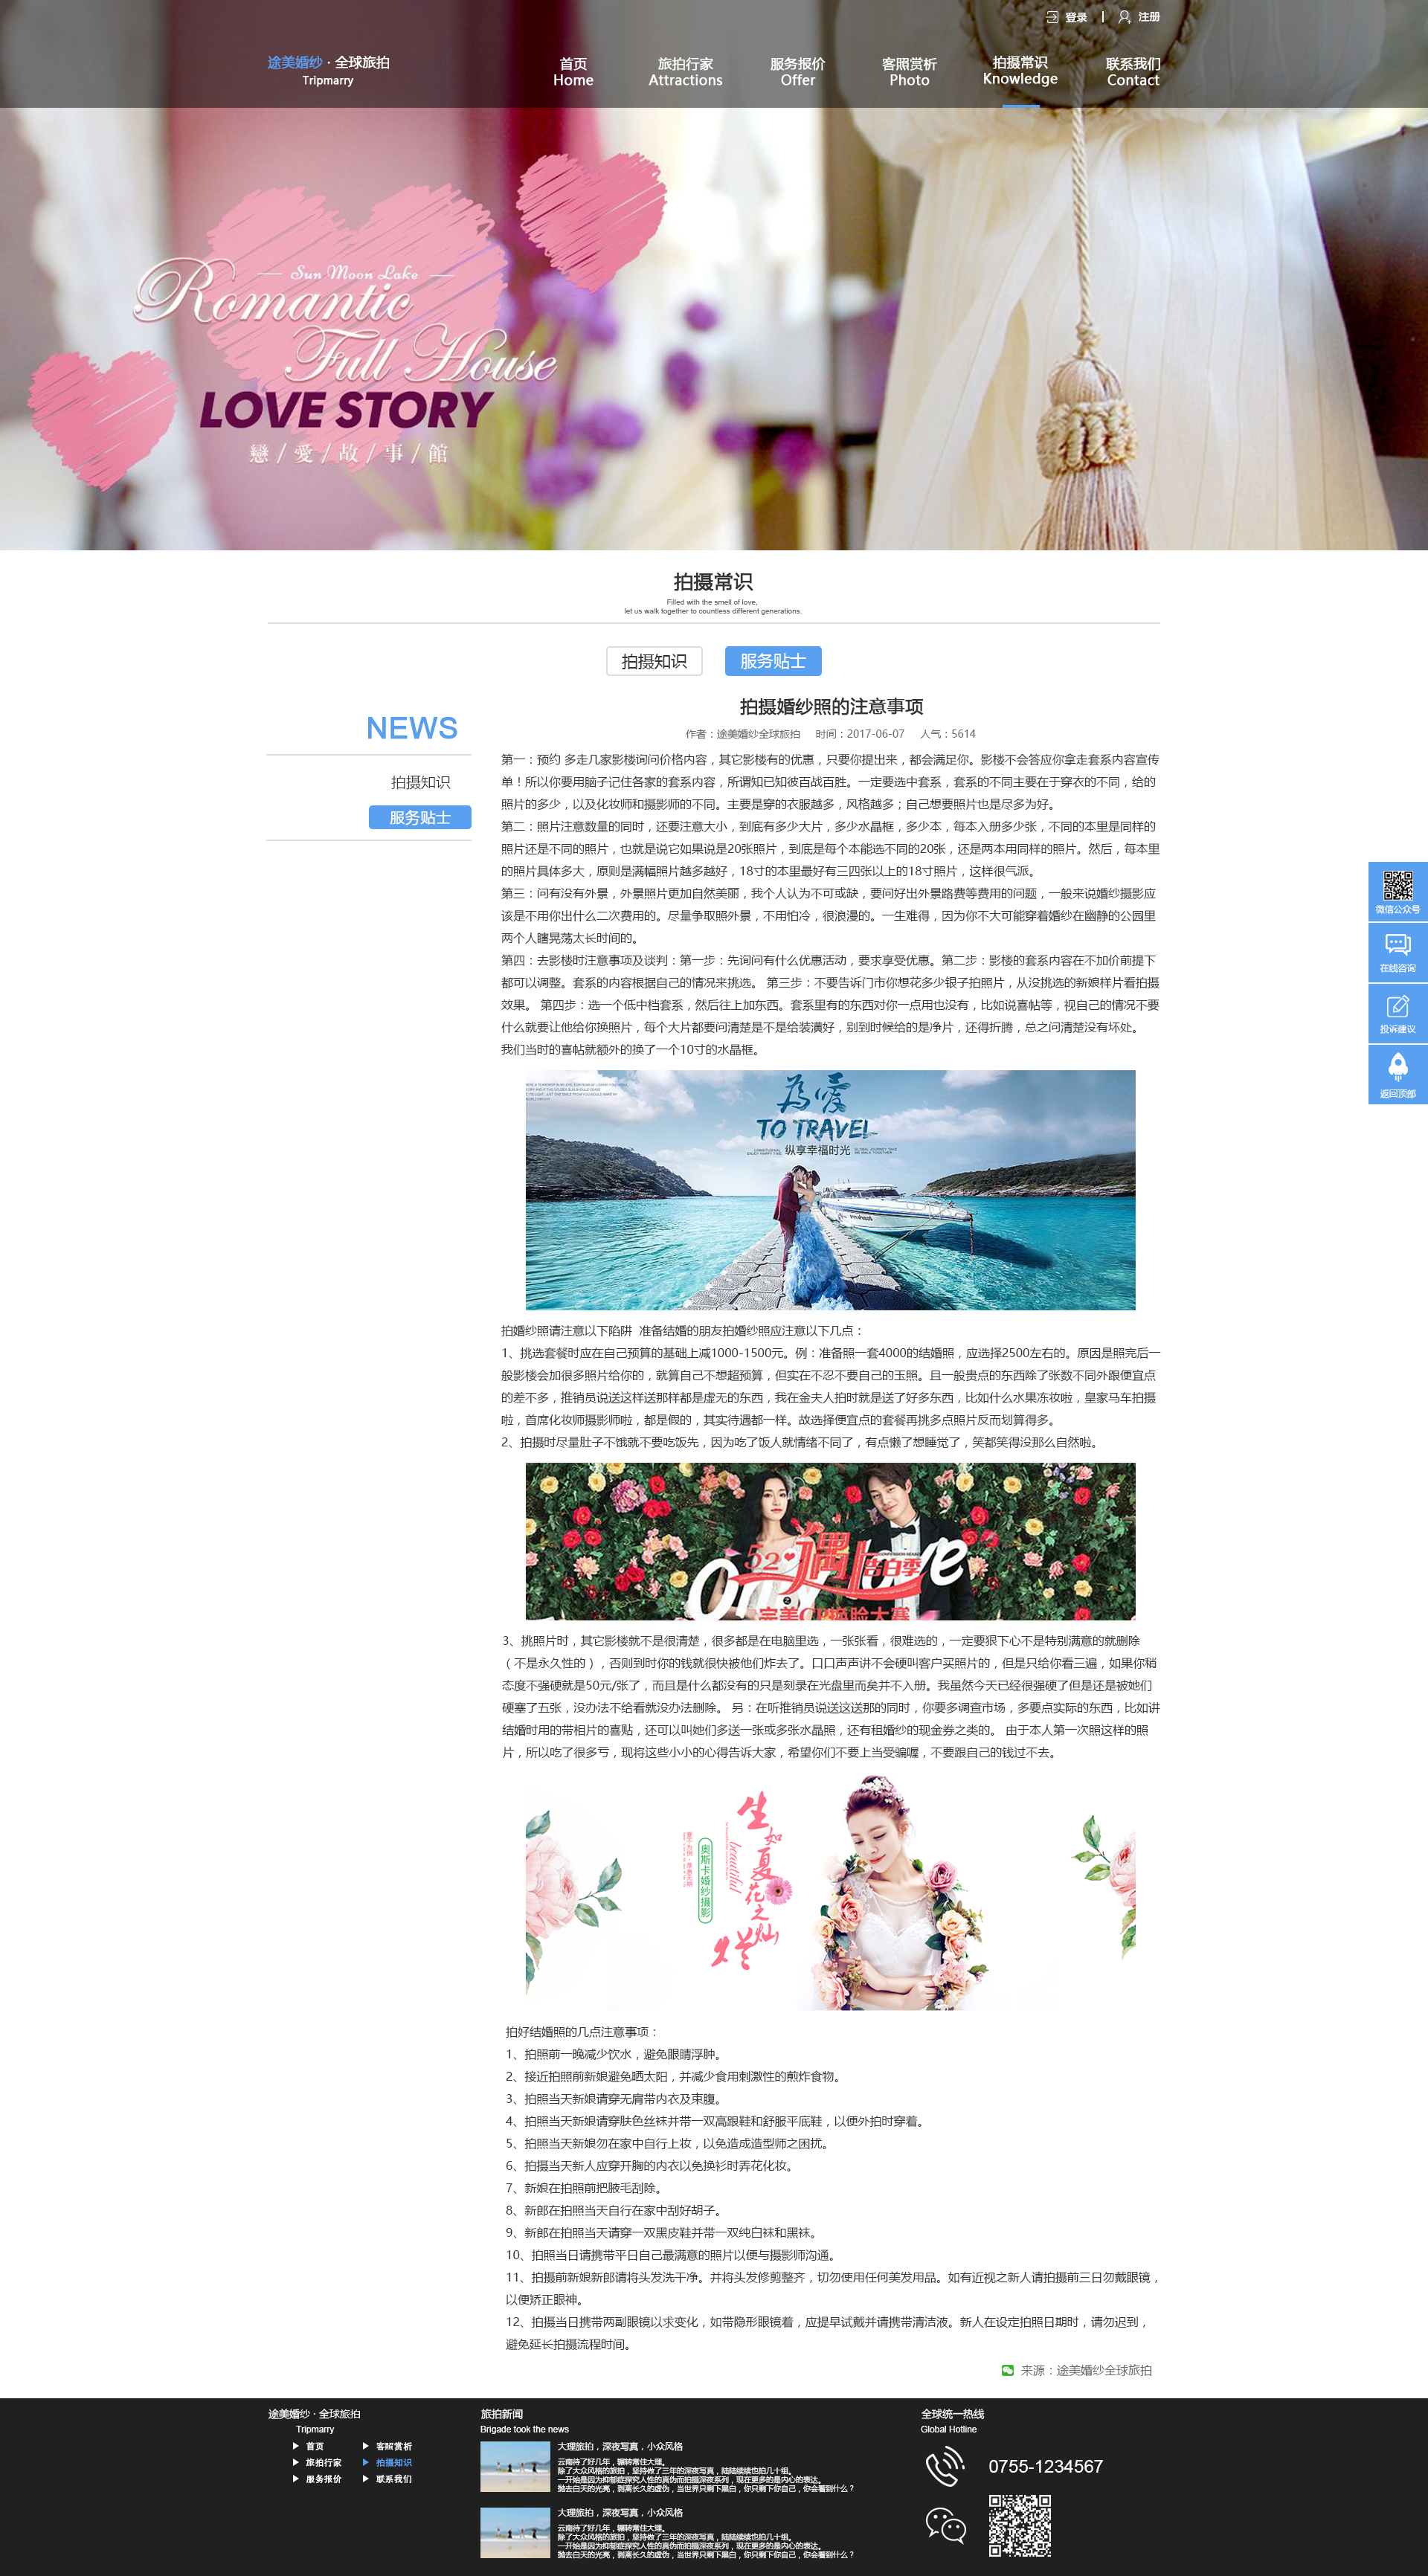 登录 | 注册
途美婚纱 · 全球旅拍
Tripmarry
首页
Home
旅拍行家
Attractions
服务报价
Offer
客照赏析
Photo
拍摄常识
Knowledge
联系我们
Contact
Sun Moon Lake
Romantic
Full House
LOVE STORY
戀/愛/故/事/館
拍摄常识
Filled with the smell of love,
let us walk together to countless different generations.
拍摄知识
服务贴士
NEWS
拍摄知识
服务贴士
拍摄婚纱照的注意事项
作者：途美婚纱全球旅拍 时间：2017-06-07 人气：5614
第一：预约 多走几家影楼询问价格内容，其它影楼有的优惠，只要你提出来，都会满足你。影楼不会答应你拿走套系内容宣传
单！所以你要用脑子记住各家的套系内容，所谓知已知彼百战百胜。一定要选中套系，套系的不同主要在于穿衣的不同，给的
照片的多少，以及化妆师和摄影师的不同。主要是穿的衣服越多，风格越多；自己想要照片也是尽多为好。
第二：照片注意数量的同时，还要注意大小，到底有多少大片，多少水晶框，多少本，每本入册多少张，不同的本里是同样的
照片还是不同的照片，也就是说它如果说是20张照片，到底是每个本能选不同的20张，还是两本用同样的照片。然后，每本里
的照片具体多大，原则是满幅照片越多越好，18寸的本里最好有三四张以上的18寸照片，这样很气派。
第三：问有没有外景，外景照片更加自然美丽，我个人认为不可或缺，要问好出外景路费等费用的问题，一般来说婚纱摄影应
该是不用你出什么二次费用的。尽量争取照外景，不用怕冷，很浪漫的。一生难得，因为你不大可能穿着婚纱在幽静的公园里
两个人瞎晃荡太长时间的。
第四：去影楼时注意事项及谈判：第一步：先询问有什么优惠活动，要求享受优惠。第二步：影楼的套系内容在不加价前提下
都可以调整。套系的内容根据自己的情况来挑选。 第三步：不要告诉门市你想花多少银子拍照片，从没挑选的新娘样片看拍摄
效果。 第四步：选一个低中档套系，然后往上加东西。套系里有的东西对你一点用也没有，比如说喜帖等，视自己的情况不要
什么就要让他给你换照片，每个大片都要问清楚是不是给装潢好，别到时候给的是净片，还得折腾，总之问清楚没有坏处。
我们当时的喜帖就额外的换了一个10寸的水晶框。
微信公众号
在线咨询
投诉建议
返回顶部
為愛
TO TRAVEL
纵享幸福时光
拍婚纱照请注意以下陷阱 准备结婚的朋友拍婚纱照应注意以下几点：
1、挑选套餐时应在自己预算的基础上减1000-1500元。例：准备照一套4000的结婚照，应选择2500左右的。原因是照完后一
般影楼会加很多照片给你的，就算自己不想超预算，但实在不忍不要自己的玉照。且一般贵点的东西除了张数不同外跟便宜点
的差不多，推销员说送这样送那样都是虚无的东西，我在金夫人拍时就是送了好多东西，比如什么水果冻妆啦，皇家马车拍摄
啦，首席化妆师摄影师啦，都是假的，其实待遇都一样。故选择便宜点的套餐再挑多点照片反而划算得多。
2、拍摄时尽量肚子不饿就不要吃饭先，因为吃了饭人就情绪不同了，有点懒了想睡觉了，笑都笑得没那么自然啦。
52 遇上 Love
告白季
完美CP换脸大赛
3、挑照片时，其它影楼就不是很清楚，很多都是在电脑里选，一张张看，很难选的，一定要狠下心不是特别满意的就删除
（不是永久性的），否则到时你的钱就很快被他们炸去了。口口声声讲不会硬叫客户买照片的，但是只给你看三遍，如果你稍
态度不强硬就是50元/张了，而且是什么都没有的只是刻录在光盘里而矣并不入册。我虽然今天已经很强硬了但是还是被她们
硬塞了五张，没办法不给看就没办法删除。 另：在听推销员说送这送那的同时，你要多调查市场，多要点实际的东西，比如讲
结婚时用的带相片的喜贴，还可以叫她们多送一张或多张水晶照，还有租婚纱的现金券之类的。 由于本人第一次照这样的照
片，所以吃了很多亏，现将这些小小的心得告诉大家，希望你们不要上当受骗喔，不要跟自己的钱过不去。
生如夏花之灿烂
beautiful
奥斯卡婚纱摄影
拍好结婚照的几点注意事项：
1、拍照前一晚减少饮水，避免眼睛浮肿。
2、接近拍照前新娘避免晒太阳，并减少食用刺激性的煎炸食物。
3、拍照当天新娘请穿无肩带内衣及束腹。
4、拍照当天新娘请穿肤色丝袜并带一双高跟鞋和舒服平底鞋，以便外拍时穿着。
5、拍照当天新娘勿在家中自行上妆，以免造成造型师之困扰。
6、拍摄当天新人应穿开胸的内衣以免换衫时弄花化妆。
7、新娘在拍照前把腋毛刮除。
8、新郎在拍照当天自行在家中刮好胡子。
9、新郎在拍照当天请穿一双黑皮鞋并带一双纯白袜和黑袜。
10、拍照当日请携带平日自己最满意的照片以便与摄影师沟通。
11、拍摄前新娘新郎请将头发洗干净。并将头发修剪整齐，切勿使用任何美发用品。如有近视之新人请拍摄前三日勿戴眼镜，
以便矫正眼神。
12、拍摄当日携带两副眼镜以求变化，如带隐形眼镜着，应提早试戴并请携带清洁液。新人在设定拍照日期时，请勿迟到，
避免延长拍摄流程时间。
来源：途美婚纱全球旅拍
途美婚纱 · 全球旅拍
Tripmarry
首页
客照赏析
旅拍行家
拍摄知识
服务报价
联系我们
旅拍新闻
Brigade took the news
大理旅拍，深夜写真，小众风格
云南待了好几年，辗转常住大理。
除了大众风格的旅拍，坚持做了三年的深夜写真，陆陆续续也拍几十组。
一开始是因为抑郁症探究人性的真伪而拍摄深夜系列，现在更多的是内心的表达。
抛去白天的光亮，剥离长久的虚伪，当世界只剩下黑白，你只剩下你自己，你会看到什么？
大理旅拍，深夜写真，小众风格
云南待了好几年，辗转常住大理。
除了大众风格的旅拍，坚持做了三年的深夜写真，陆陆续续也拍几十组。
一开始是因为抑郁症探究人性的真伪而拍摄深夜系列，现在更多的是内心的表达。
抛去白天的光亮，剥离长久的虚伪，当世界只剩下黑白，你只剩下你自己，你会看到什么？
全球统一热线
Global Hotline
0755-1234567